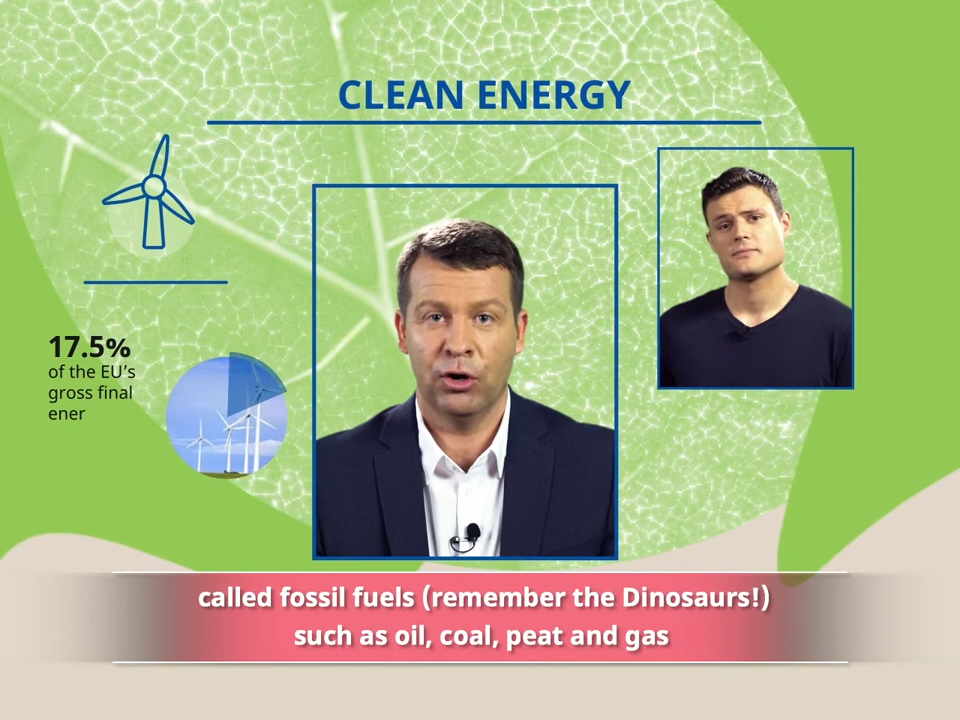 CLEAN ENERGY
17.5%
of the EU’s
gross final
ener
called fossil fuels (remember the Dinosaurs!)
such as oil, coal, peat and gas